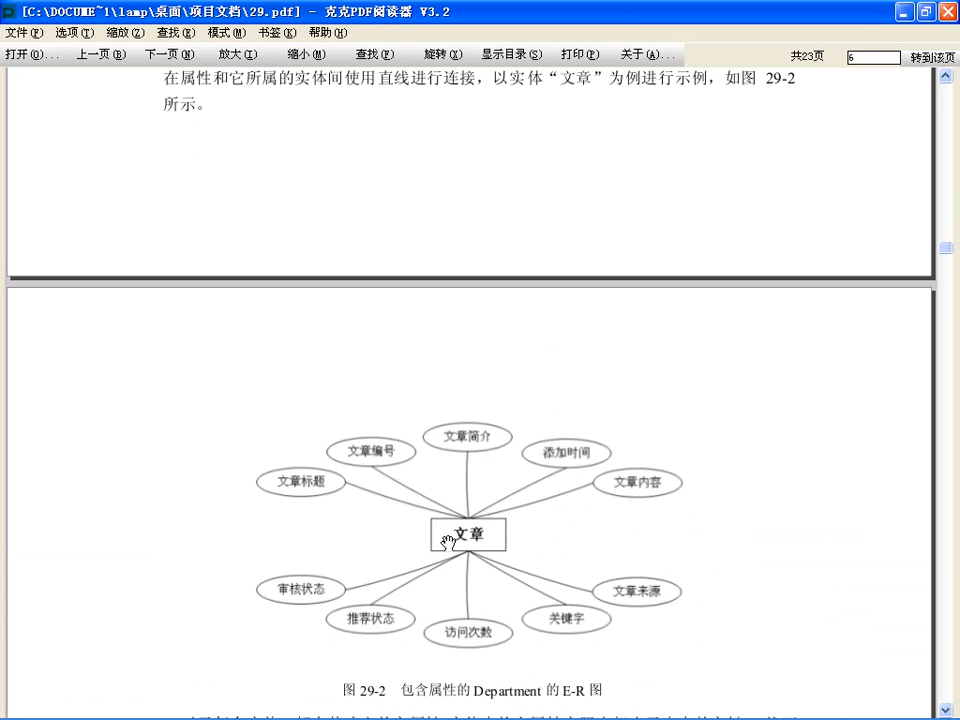 [C:\DOCUME~1\lamp\桌面\项目文档\29.pdf] - 克克PDF阅读器 V3.2
文件(F) 选项(T) 缩放(Z) 查找(R) 模式(M) 书签(K) 帮助(H)
打开(O)... 上一页(B) 下一页(N) 放大(I) 缩小(M) 查找(F) 旋转(X) 显示目录(S) 打印(P) 关于(A)... 共23页 6 转到该页
在属性和它所属的实体间使用直线进行连接，以实体“文章”为例进行示例，如图 29-2
所示。
文章简介
文章编号 添加时间
文章标题 文章内容
文章
审核状态 文章来源
推荐状态 关键字
访问次数
图 29-2 包含属性的 Department 的 E-R 图